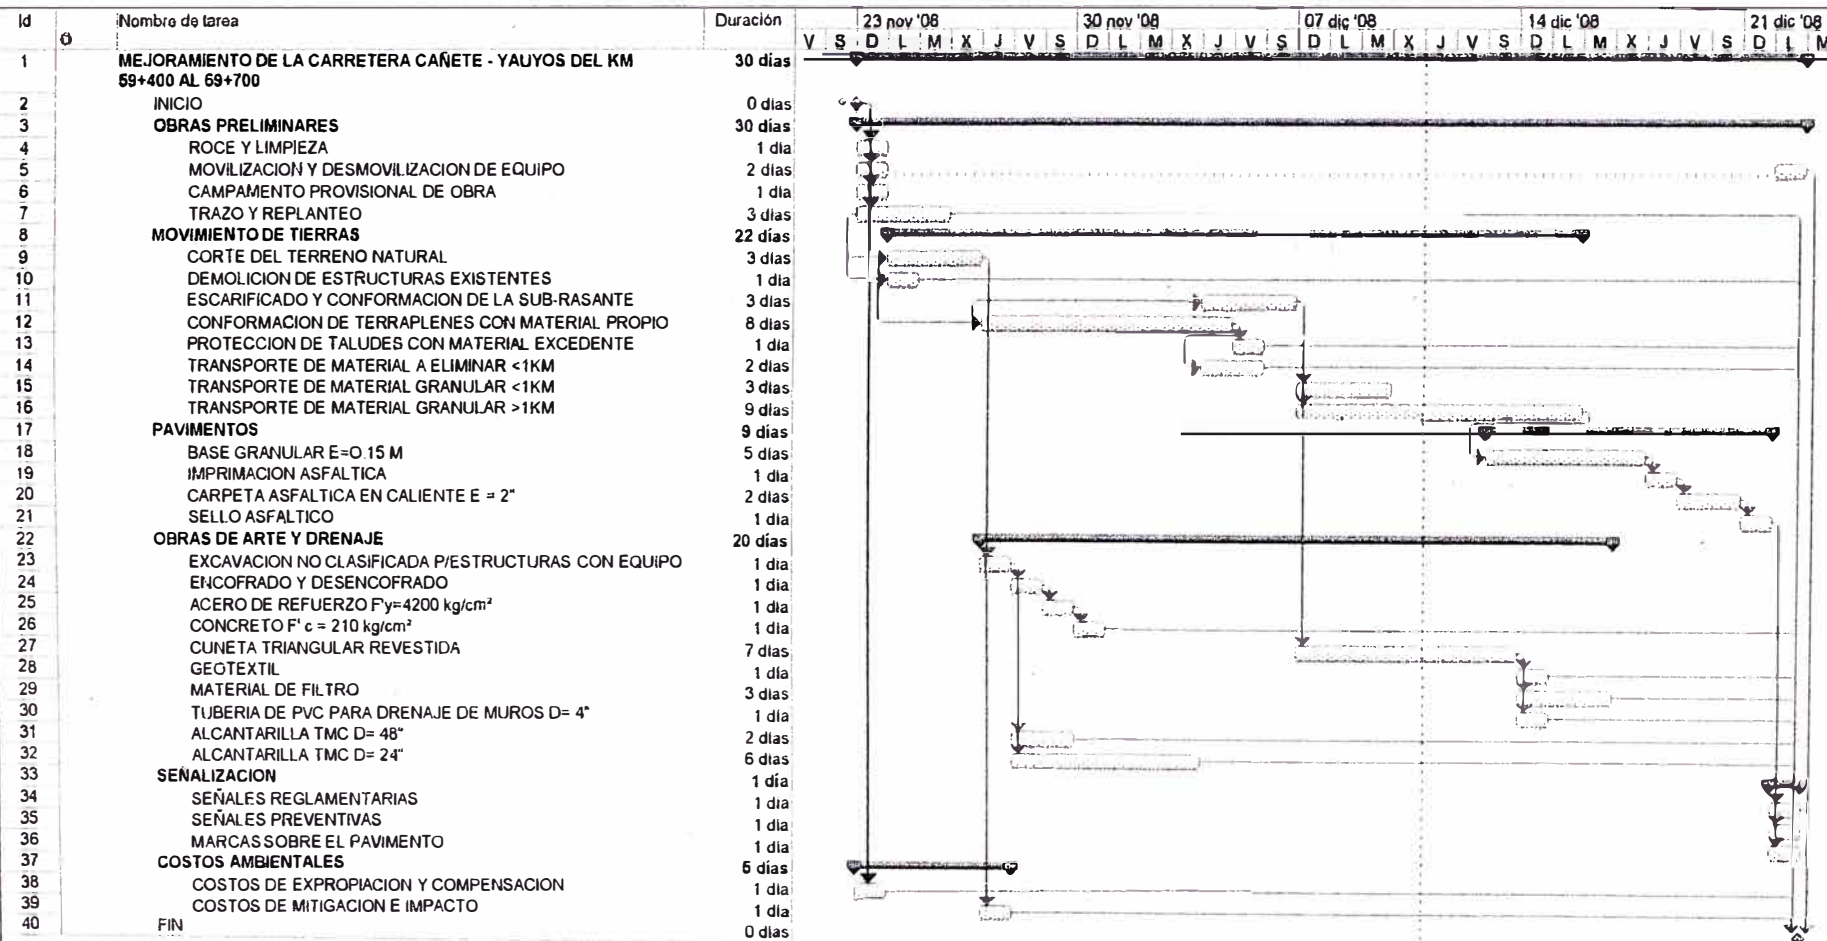 Id Nombre de tarea Duración 23 nov '08 30 nov '08 07 dic '08 14 dic '08 21 dic '08
V S D L M X J V S D L M X J V S D L M X J V S D L M X J V S D L M
1 MEJORAMIENTO DE LA CARRETERA CAÑETE - YAUYOS DEL KM 30 días
59+400 AL 69+700
2 INICIO 0 días
3 OBRAS PRELIMINARES 30 días
4 ROCE Y LIMPIEZA 1 día
5 MOVILIZACION Y DESMOVILIZACION DE EQUIPO 2 días
6 CAMPAMENTO PROVISIONAL DE OBRA 1 día
7 TRAZO Y REPLANTEO 3 días
8 MOVIMIENTO DE TIERRAS 22 días
9 CORTE DEL TERRENO NATURAL 3 días
10 DEMOLICION DE ESTRUCTURAS EXISTENTES 1 día
11 ESCARIFICADO Y CONFORMACION DE LA SUB-RASANTE 3 días
12 CONFORMACION DE TERRAPLENES CON MATERIAL PROPIO 8 días
13 PROTECCION DE TALUDES CON MATERIAL EXCEDENTE 1 día
14 TRANSPORTE DE MATERIAL A ELIMINAR <1KM 2 días
15 TRANSPORTE DE MATERIAL GRANULAR <1KM 3 días
16 TRANSPORTE DE MATERIAL GRANULAR >1KM 9 días
17 PAVIMENTOS 9 días
18 BASE GRANULAR E=0.15 M 5 días
19 IMPRIMACION ASFALTICA 1 día
20 CARPETA ASFALTICA EN CALIENTE E = 2" 2 días
21 SELLO ASFALTICO 1 día
22 OBRAS DE ARTE Y DRENAJE 20 días
23 EXCAVACION NO CLASIFICADA P/ESTRUCTURAS CON EQUIPO 1 día
24 ENCOFRADO Y DESENCOFRADO 1 día
25 ACERO DE REFUERZO F'y=4200 kg/cm² 1 día
26 CONCRETO F' c = 210 kg/cm² 1 día
27 CUNETA TRIANGULAR REVESTIDA 7 días
28 GEOTEXTIL 1 día
29 MATERIAL DE FILTRO 3 días
30 TUBERIA DE PVC PARA DRENAJE DE MUROS D= 4" 1 día
31 ALCANTARILLA TMC D= 48" 2 días
32 ALCANTARILLA TMC D= 24" 6 días
33 SEÑALIZACION 1 día
34 SEÑALES REGLAMENTARIAS 1 día
35 SEÑALES PREVENTIVAS 1 día
36 MARCAS SOBRE EL PAVIMENTO 1 día
37 COSTOS AMBIENTALES 5 días
38 COSTOS DE EXPROPIACION Y COMPENSACION 1 día
39 COSTOS DE MITIGACION E IMPACTO 1 día
40 FIN 0 días